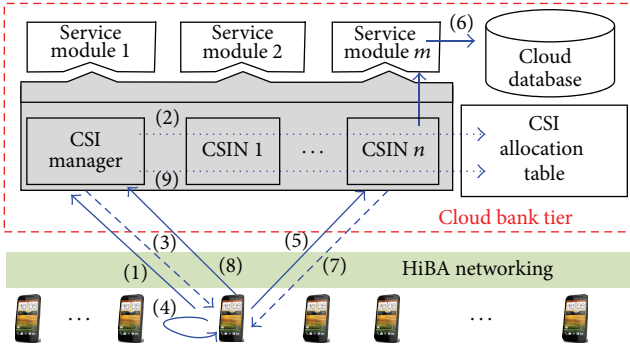 Service
module 1
Service
module 2
Service
module m
(6)
Cloud
database
(2)
CSI
manager
CSIN 1
...
CSIN n
CSI
allocation
table
(9)
Cloud bank tier
(3)
(5)
(1)
(8)
(7)
HiBA networking
(4)
...
...